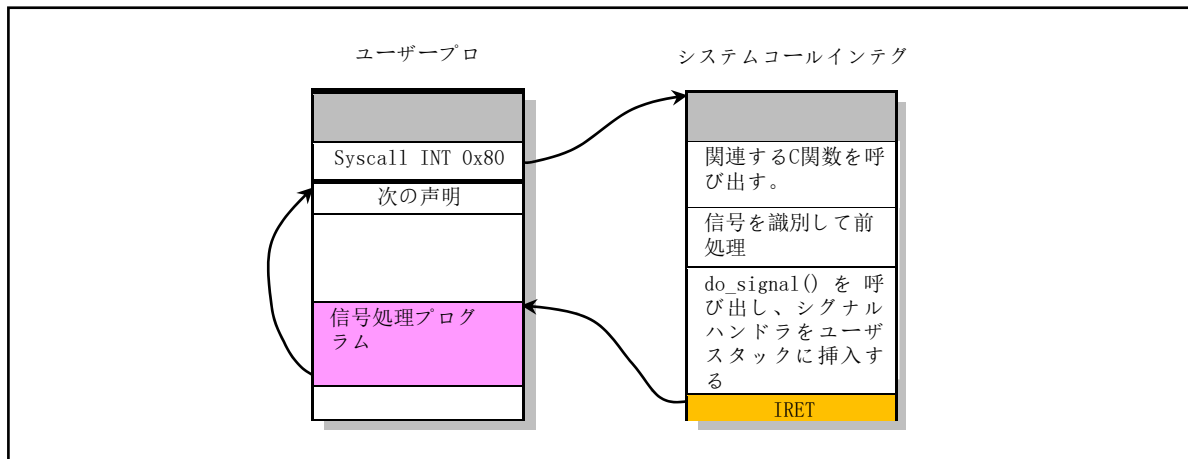 ユーザープロ
Syscall INT 0x80
次の声明
信号処理プログ
ラム
システムコールインテグ
関連するC関数を呼
び出す。
信号を識別して前
処理
do_signal()を呼
び出し、シグナル
ハンドラをユーザ
スタックに挿入す
る
IRET